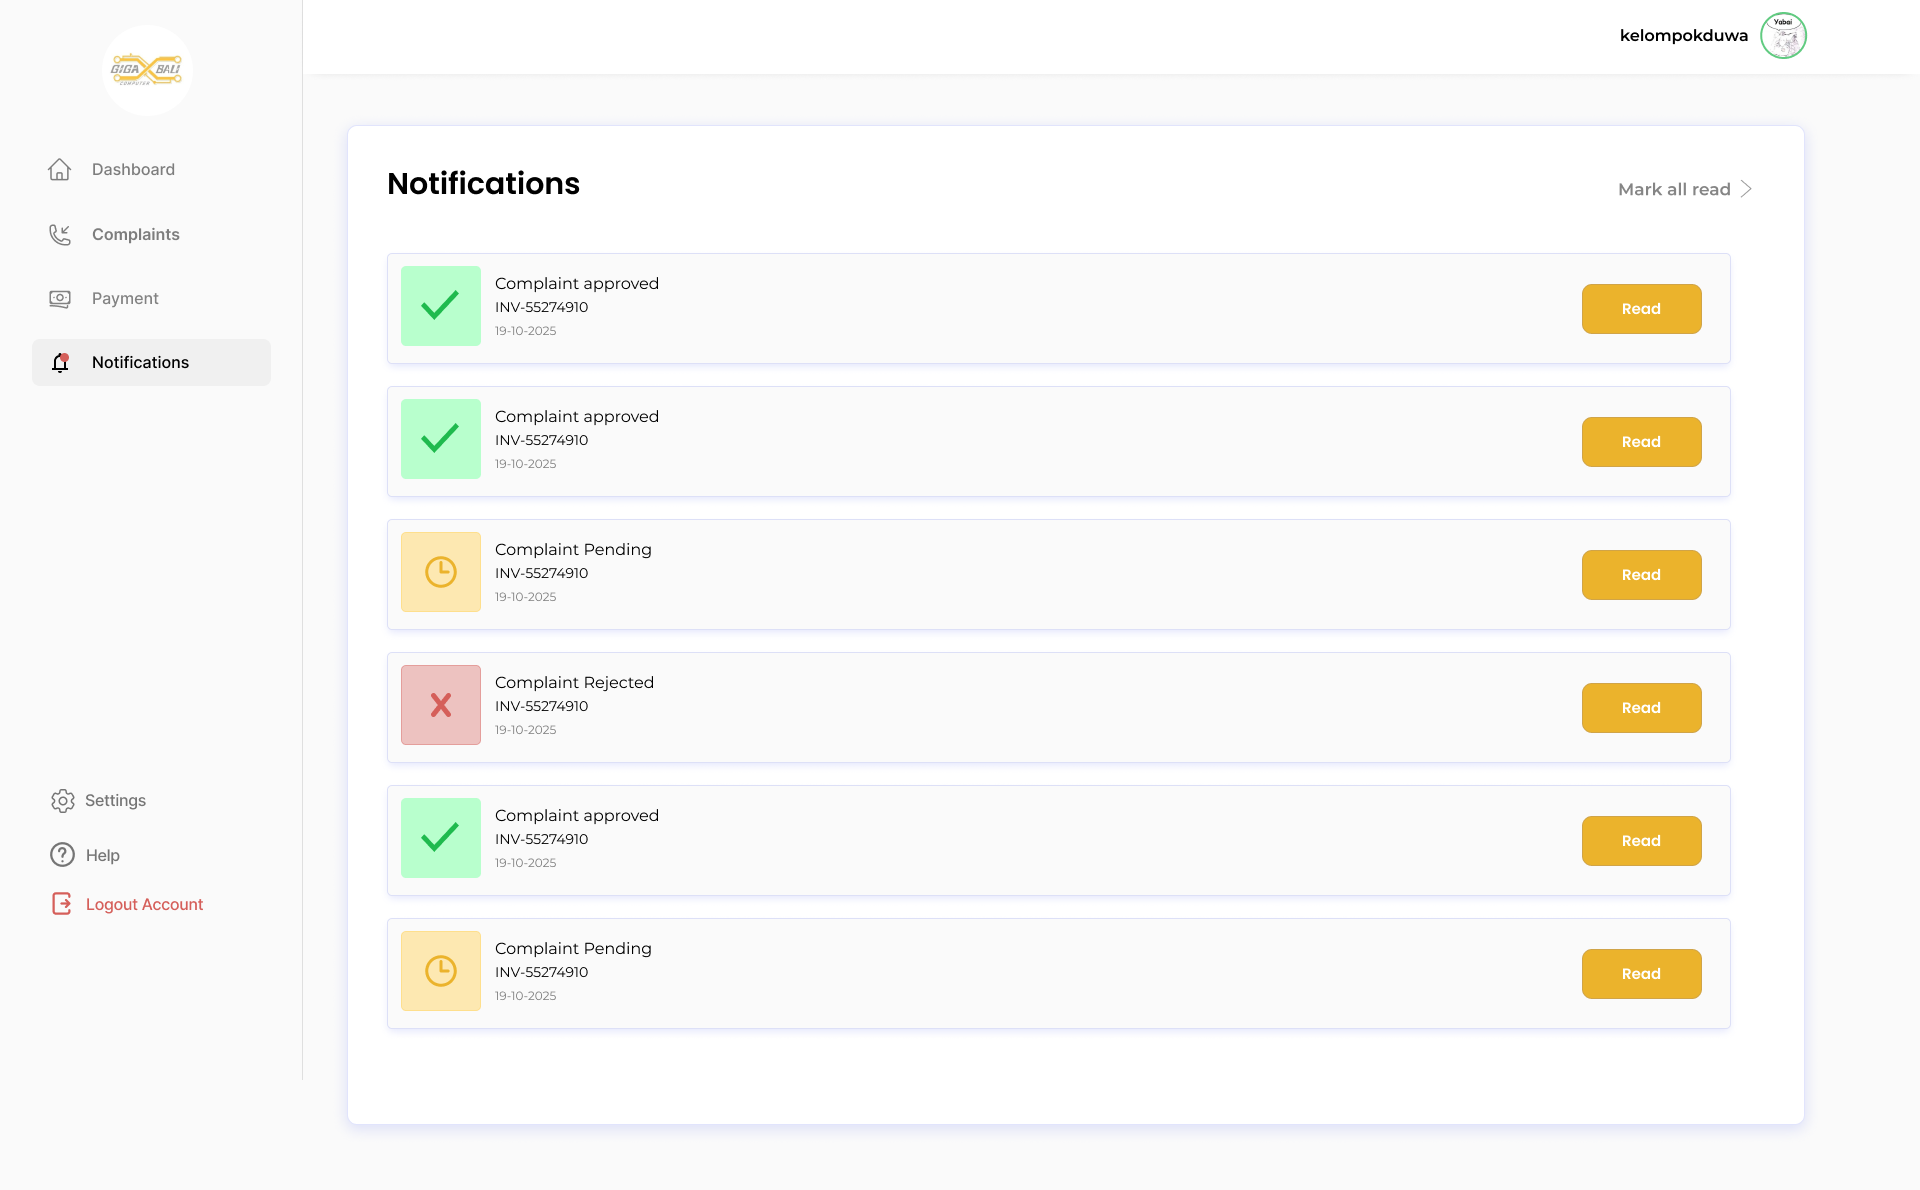 GIGA BALI
COMPUTER
kelompokduwa
Yabai
Dashboard
Complaints
Payment
Notifications
Settings
Help
Logout Account
Notifications
Mark all read
Complaint approved
INV-55274910
19-10-2025
Read
Complaint approved
INV-55274910
19-10-2025
Read
Complaint Pending
INV-55274910
19-10-2025
Read
Complaint Rejected
INV-55274910
19-10-2025
Read
Complaint approved
INV-55274910
19-10-2025
Read
Complaint Pending
INV-55274910
19-10-2025
Read